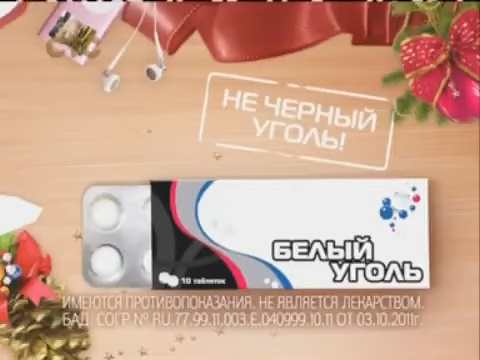 НЕ ЧЕРНЫЙ
УГОЛЬ!
БЕЛЫЙ
УГОЛЬ
10 таблеток
ИМЕЮТСЯ ПРОТИВОПОКАЗАНИЯ. НЕ ЯВЛЯЕТСЯ ЛЕКАРСТВОМ.
БАД. СОГР № RU.77.99.11,003.Е.040999.10.11 ОТ 03.10.2011г.